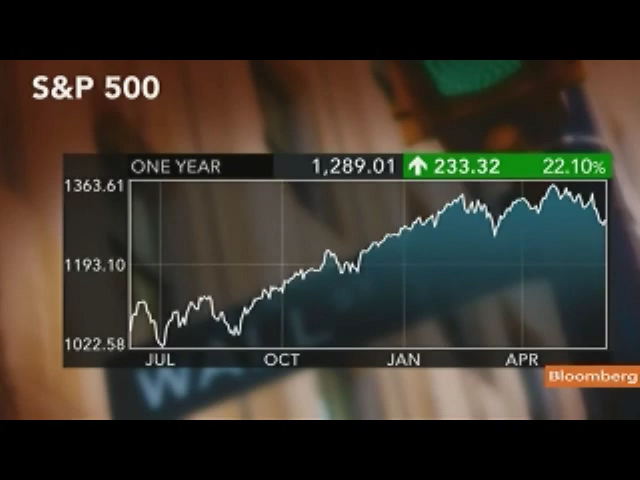 S&P 500
ONE YEAR 1,289.01 233.32 22.10%
1363.61
1193.10
1022.58
JUL OCT JAN APR
WALL
Bloomberg